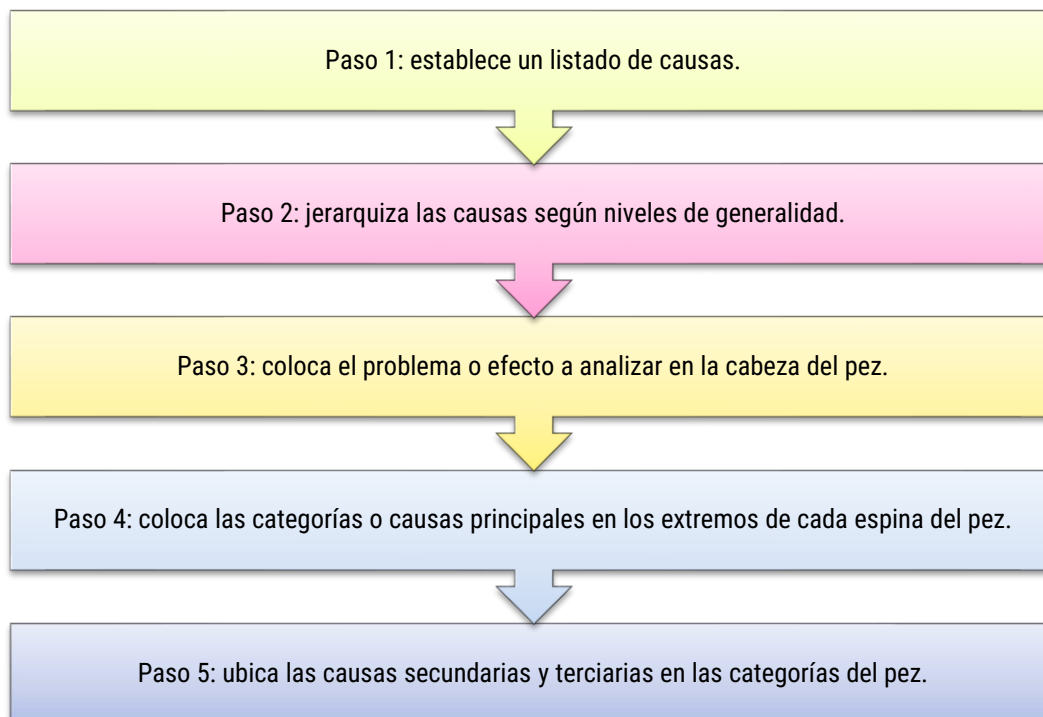 Paso 1: establece un listado de causas.
Paso 2: jerarquiza las causas según niveles de generalidad.
Paso 3: coloca el problema o efecto a analizar en la cabeza del pez.
Paso 4: coloca las categorías o causas principales en los extremos de cada espina del pez.
Paso 5: ubica las causas secundarias y terciarias en las categorías del pez.